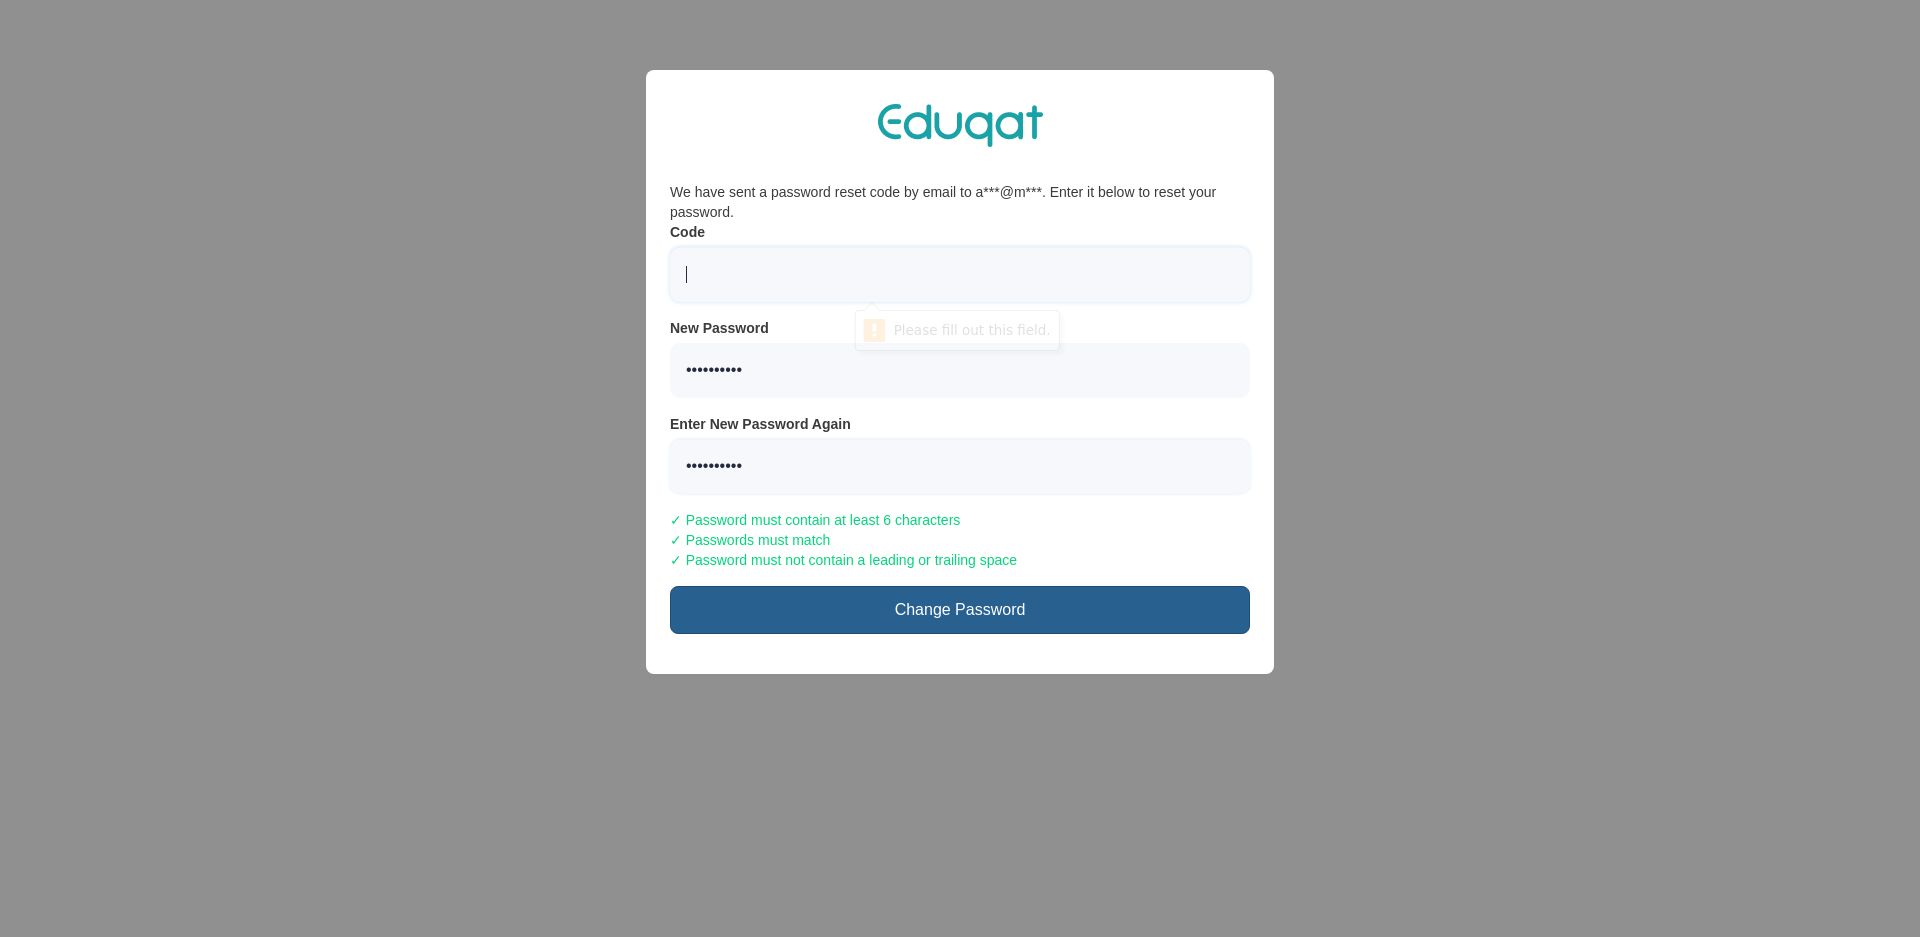 Eduqat
We have sent a password reset code by email to a***@m***. Enter it below to reset your
password.
Code
Please fill out this field.
New Password
••••••••••
Enter New Password Again
••••••••••
✓ Password must contain at least 6 characters
✓ Passwords must match
✓ Password must not contain a leading or trailing space
Change Password